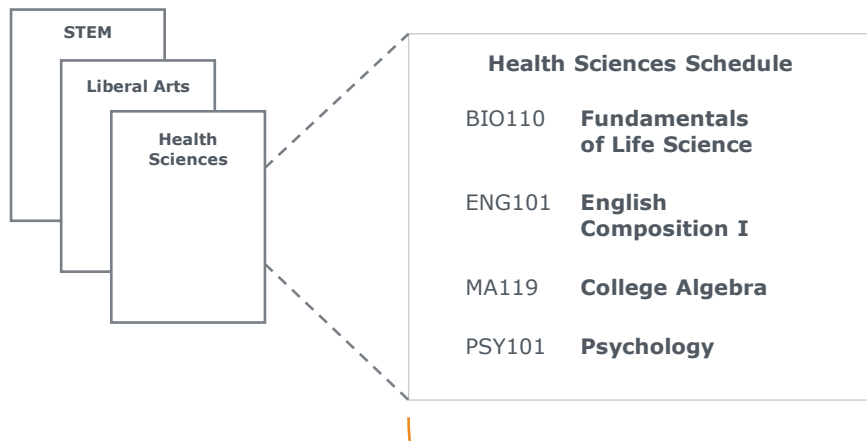 STEM
Liberal Arts
Health
Sciences
Health Sciences Schedule
BIO110 Fundamentals
of Life Science
ENG101 English
Composition I
MA119 College Algebra
PSY101 Psychology